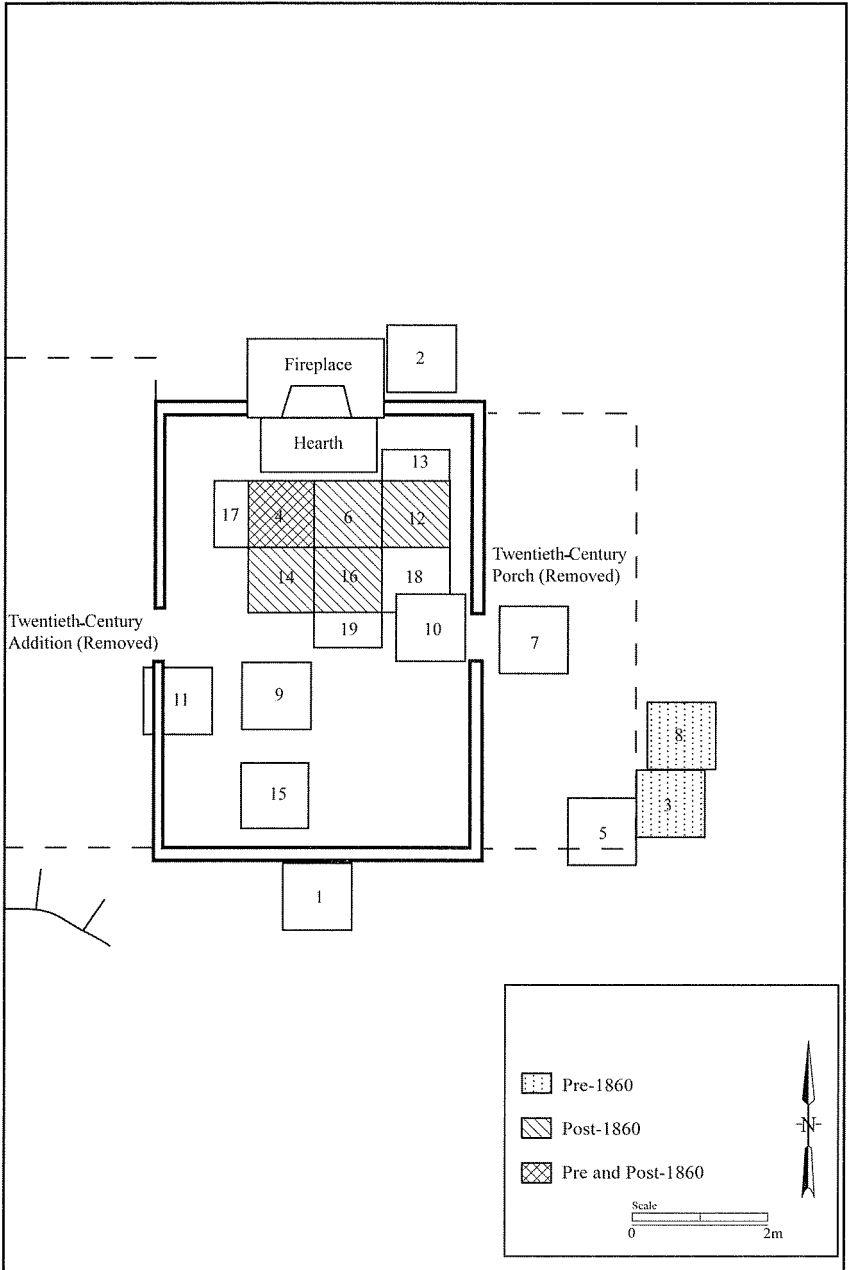 Fireplace
2
Hearth
13
17
4
6
12
Twentieth-Century
Porch (Removed)
14
16
18
Twentieth-Century
Addition (Removed)
19
10
7
11
9
8
15
3
5
1
Pre-1860
Post-1860
N
Pre and Post-1860
Scale
0
2m